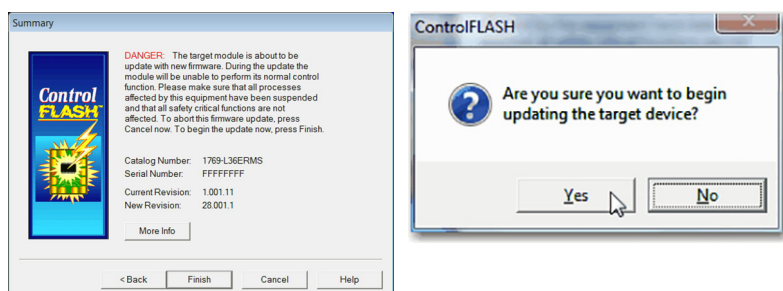 Summary
DANGER: The target module is about to be
update with new firmware. During the update the
module will be unable to perform its normal control
function. Please make sure that all processes
affected by this equipment have been suspended
and that all safety critical functions are not
affected. To abort this firmware update, press
Cancel now. To begin the update now, press Finish.
Control
FLASH
Catalog Number: 1769-L36ERMS
Serial Number: FFFFFFFF
Current Revision: 1.001.11
New Revision: 28.001.1
More Info
< Back Finish Cancel Help
ControlFLASH
Are you sure you want to begin
updating the target device?
Yes No